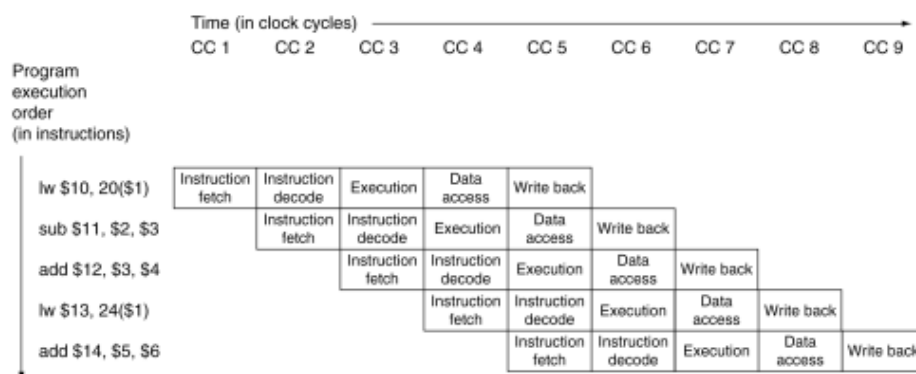 Time (in clock cycles)
CC 1 CC 2 CC 3 CC 4 CC 5 CC 6 CC 7 CC 8 CC 9
Program
execution
order
(in instructions)
lw $10, 20($1) Instruction fetch Instruction decode Execution Data access Write back
sub $11, $2, $3 Instruction fetch Instruction decode Execution Data access Write back
add $12, $3, $4 Instruction fetch Instruction decode Execution Data access Write back
lw $13, 24($1) Instruction fetch Instruction decode Execution Data access Write back
add $14, $5, $6 Instruction fetch Instruction decode Execution Data access Write back